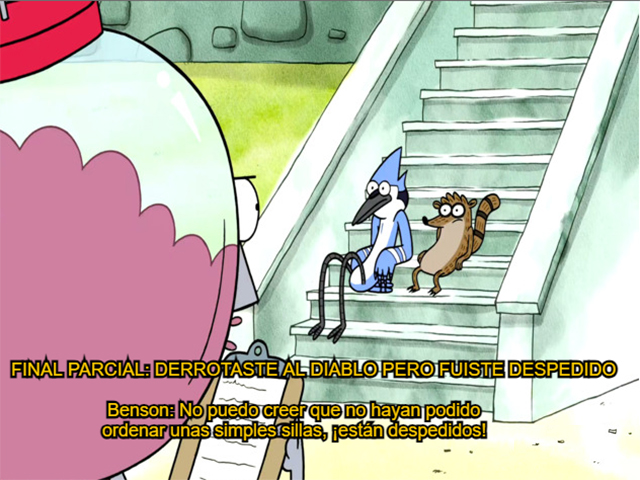 FINAL PARCIAL: DERROTASTE AL DIABLO PERO FUISTE DESPEDIDO
Benson: No puedo creer que no hayan podido
ordenar unas simples sillas, ¡están despedidos!